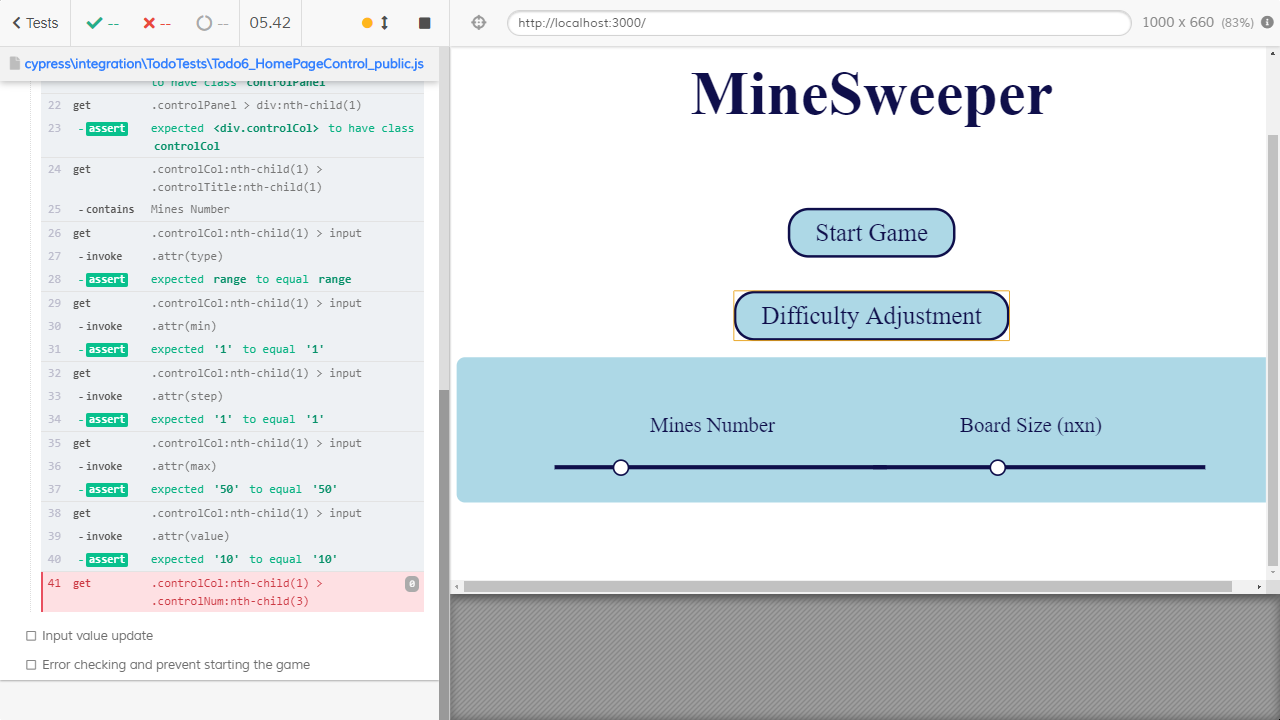 Tests
--
--
--
05.42
http://localhost:3000/
1000 x 660 (83%)
cypress\integration\TodoTests\Todo6_HomePageControl_public.js
to have class controlPanel
22 get .controlPanel > div:nth-child(1)
23 -assert expected <div.controlCol> to have class
controlCol
24 get .controlCol:nth-child(1) >
.controlTitle:nth-child(1)
25 -contains Mines Number
26 get .controlCol:nth-child(1) > input
27 -invoke .attr(type)
28 -assert expected range to equal range
29 get .controlCol:nth-child(1) > input
30 -invoke .attr(min)
31 -assert expected '1' to equal '1'
32 get .controlCol:nth-child(1) > input
33 -invoke .attr(step)
34 -assert expected '1' to equal '1'
35 get .controlCol:nth-child(1) > input
36 -invoke .attr(max)
37 -assert expected '50' to equal '50'
38 get .controlCol:nth-child(1) > input
39 -invoke .attr(value)
40 -assert expected '10' to equal '10'
41 get .controlCol:nth-child(1) > 0
.controlNum:nth-child(3)
Input value update
Error checking and prevent starting the game
MineSweeper
Start Game
Difficulty Adjustment
Mines Number
Board Size (nxn)